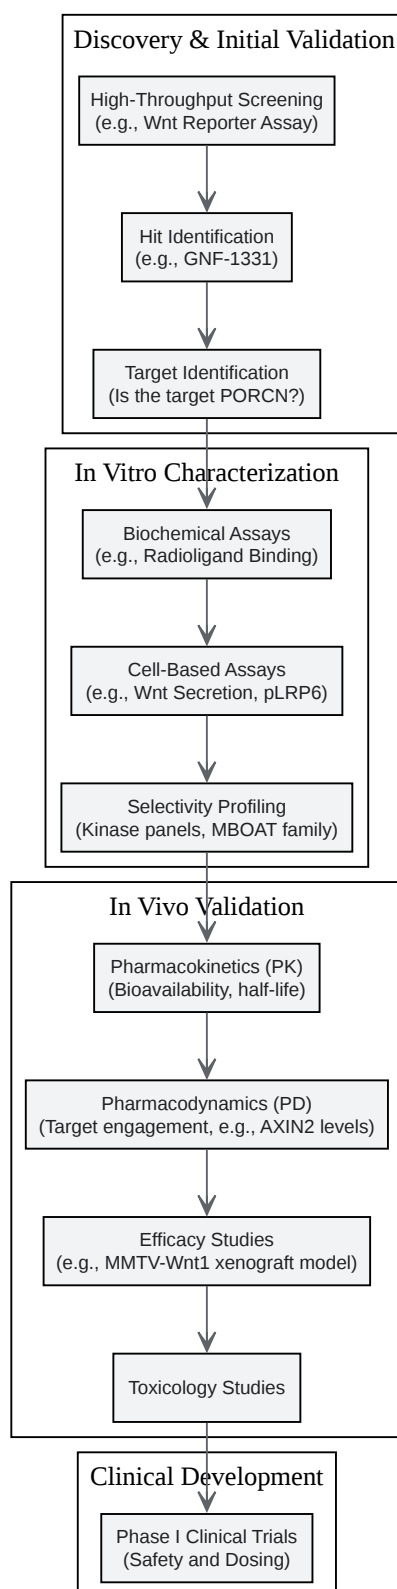 Discovery & Initial Validation
High-Throughput Screening
(e.g., Wnt Reporter Assay)
Hit Identification
(e.g., GNF-1331)
Target Identification
(Is the target PORCN?)
In Vitro Characterization
Biochemical Assays
(e.g., Radioligand Binding)
Cell-Based Assays
(e.g., Wnt Secretion, pLRP6)
Selectivity Profiling
(Kinase panels, MBOAT family)
In Vivo Validation
Pharmacokinetics (PK)
(Bioavailability, half-life)
Pharmacodynamics (PD)
(Target engagement, e.g., AXIN2 levels)
Efficacy Studies
(e.g., MMTV-Wnt1 xenograft model)
Toxicology Studies
Clinical Development
Phase I Clinical Trials
(Safety and Dosing)